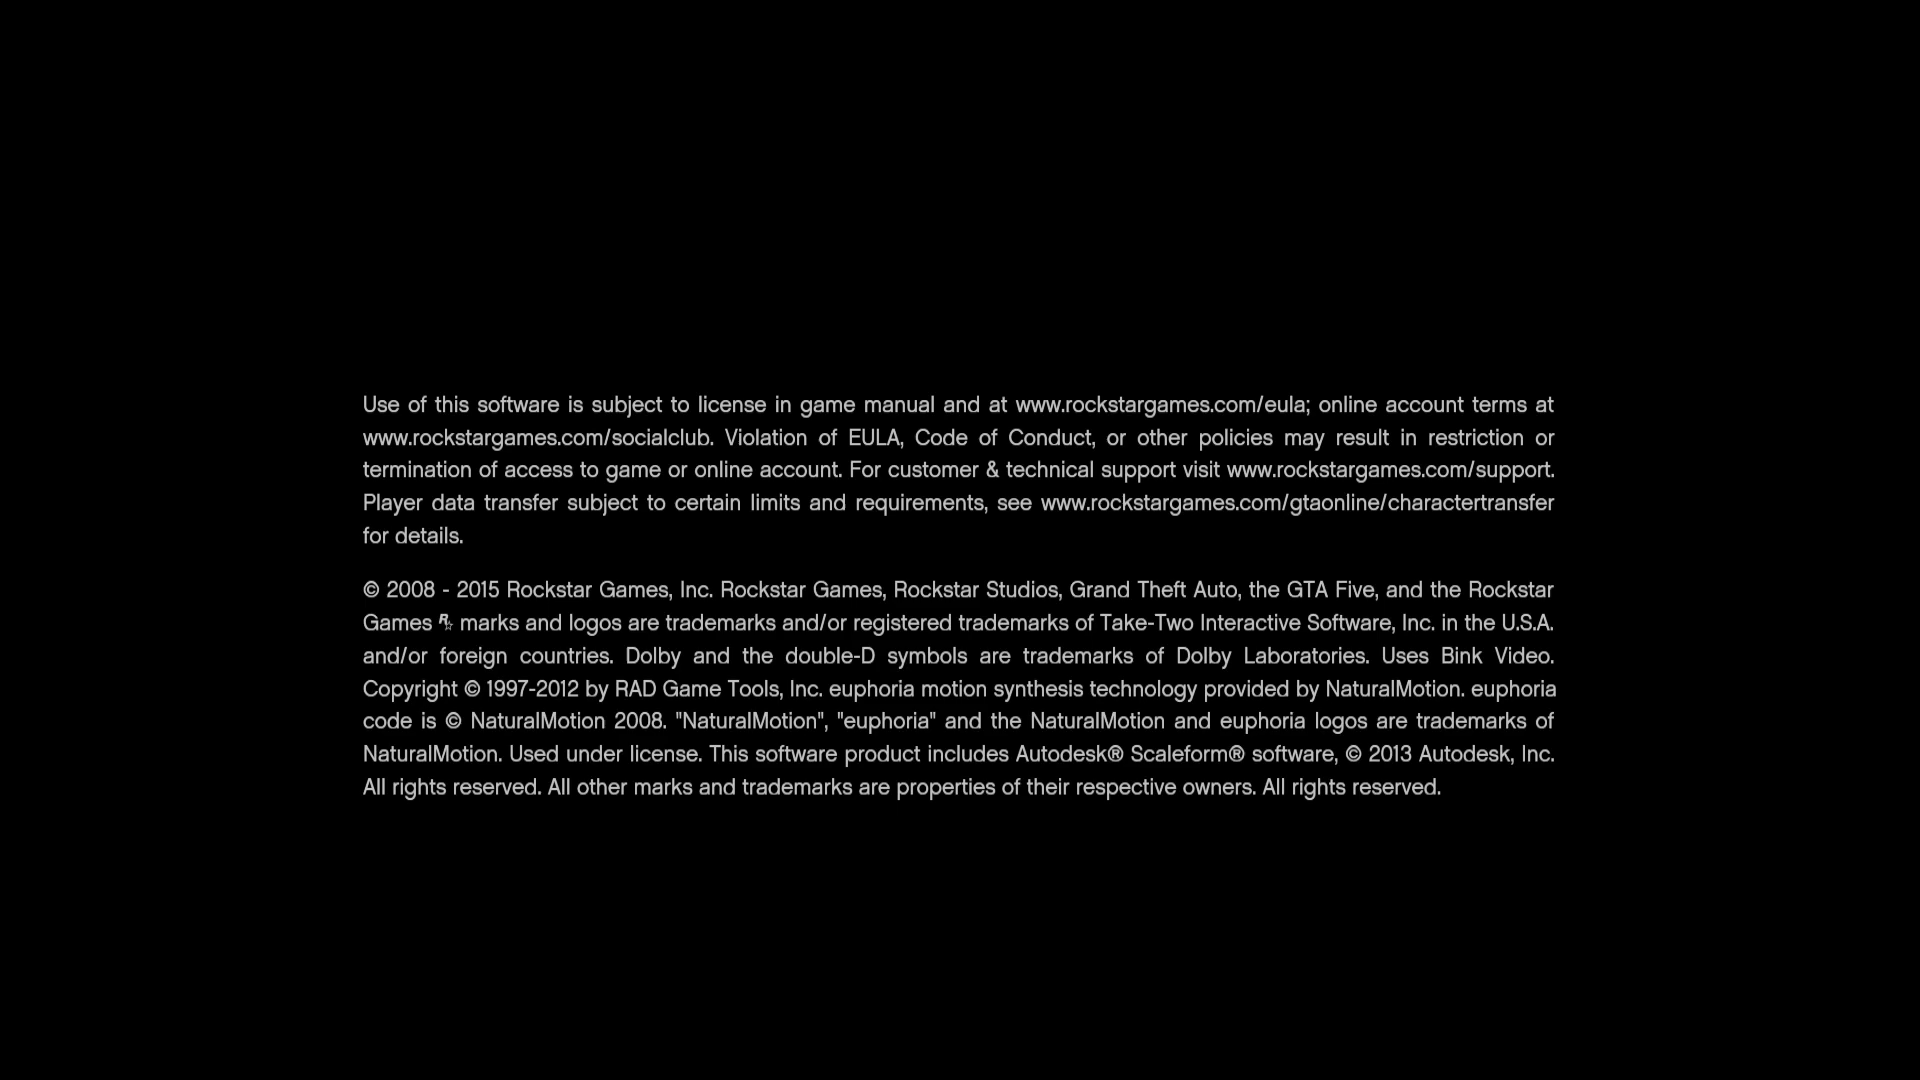 Use of this software is subject to license in game manual and at www.rockstargames.com/eula; online account terms at
www.rockstargames.com/socialclub. Violation of EULA, Code of Conduct, or other policies may result in restriction or
termination of access to game or online account. For customer & technical support visit www.rockstargames.com/support.
Player data transfer subject to certain limits and requirements, see www.rockstargames.com/gtaonline/charactertransfer
for details.
© 2008 - 2015 Rockstar Games, Inc. Rockstar Games, Rockstar Studios, Grand Theft Auto, the GTA Five, and the Rockstar
Games R☆ marks and logos are trademarks and/or registered trademarks of Take-Two Interactive Software, Inc. in the U.S.A.
and/or foreign countries. Dolby and the double-D symbols are trademarks of Dolby Laboratories. Uses Bink Video.
Copyright © 1997-2012 by RAD Game Tools, Inc. euphoria motion synthesis technology provided by NaturalMotion. euphoria
code is © NaturalMotion 2008. "NaturalMotion", "euphoria" and the NaturalMotion and euphoria logos are trademarks of
NaturalMotion. Used under license. This software product includes Autodesk® Scaleform® software, © 2013 Autodesk, Inc.
All rights reserved. All other marks and trademarks are properties of their respective owners. All rights reserved.